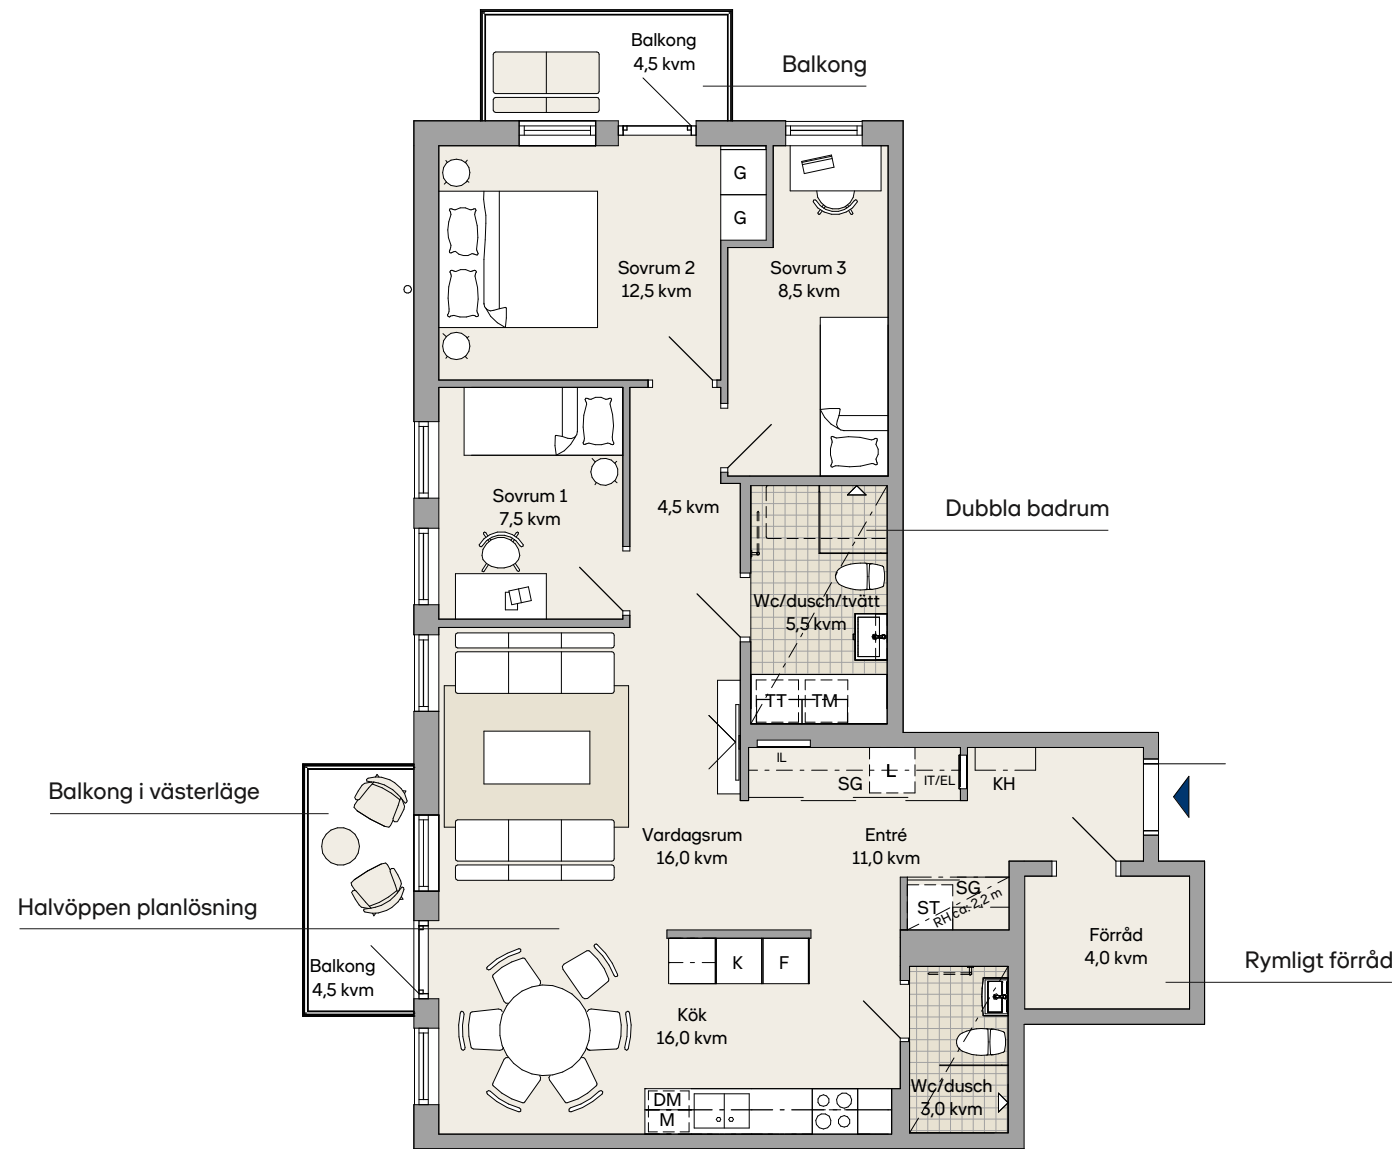 Balkong
4,5 kvm
Balkong
G
G
Sovrum 2
12,5 kvm
Sovrum 3
8,5 kvm
Sovrum 1
7,5 kvm
4,5 kvm
Dubbla badrum
Wc/dusch/tvätt
5,5 kvm
TT
TM
IL
SG
L
IT/EL
KH
Balkong i västerläge
Vardagsrum
16,0 kvm
Entré
11,0 kvm
SG
ST
RH ca: 2,2 m
Halvöppen planlösning
Balkong
4,5 kvm
K
F
Förråd
4,0 kvm
Rymligt förråd
Kök
16,0 kvm
Wc/dusch
3,0 kvm
DM
M